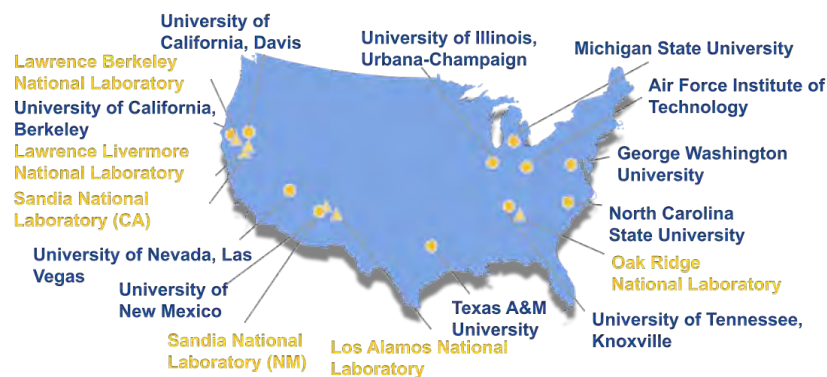 University of
California, Davis
Lawrence Berkeley
National Laboratory
University of California,
Berkeley
Lawrence Livermore
National Laboratory
Sandia National
Laboratory (CA)
University of Nevada, Las
Vegas
University of
New Mexico
Sandia National
Laboratory (NM)
Los Alamos National
Laboratory
Texas A&M
University
University of Illinois,
Urbana-Champaign
Michigan State University
Air Force Institute of
Technology
George Washington
University
North Carolina
State University
Oak Ridge
National Laboratory
University of Tennessee,
Knoxville